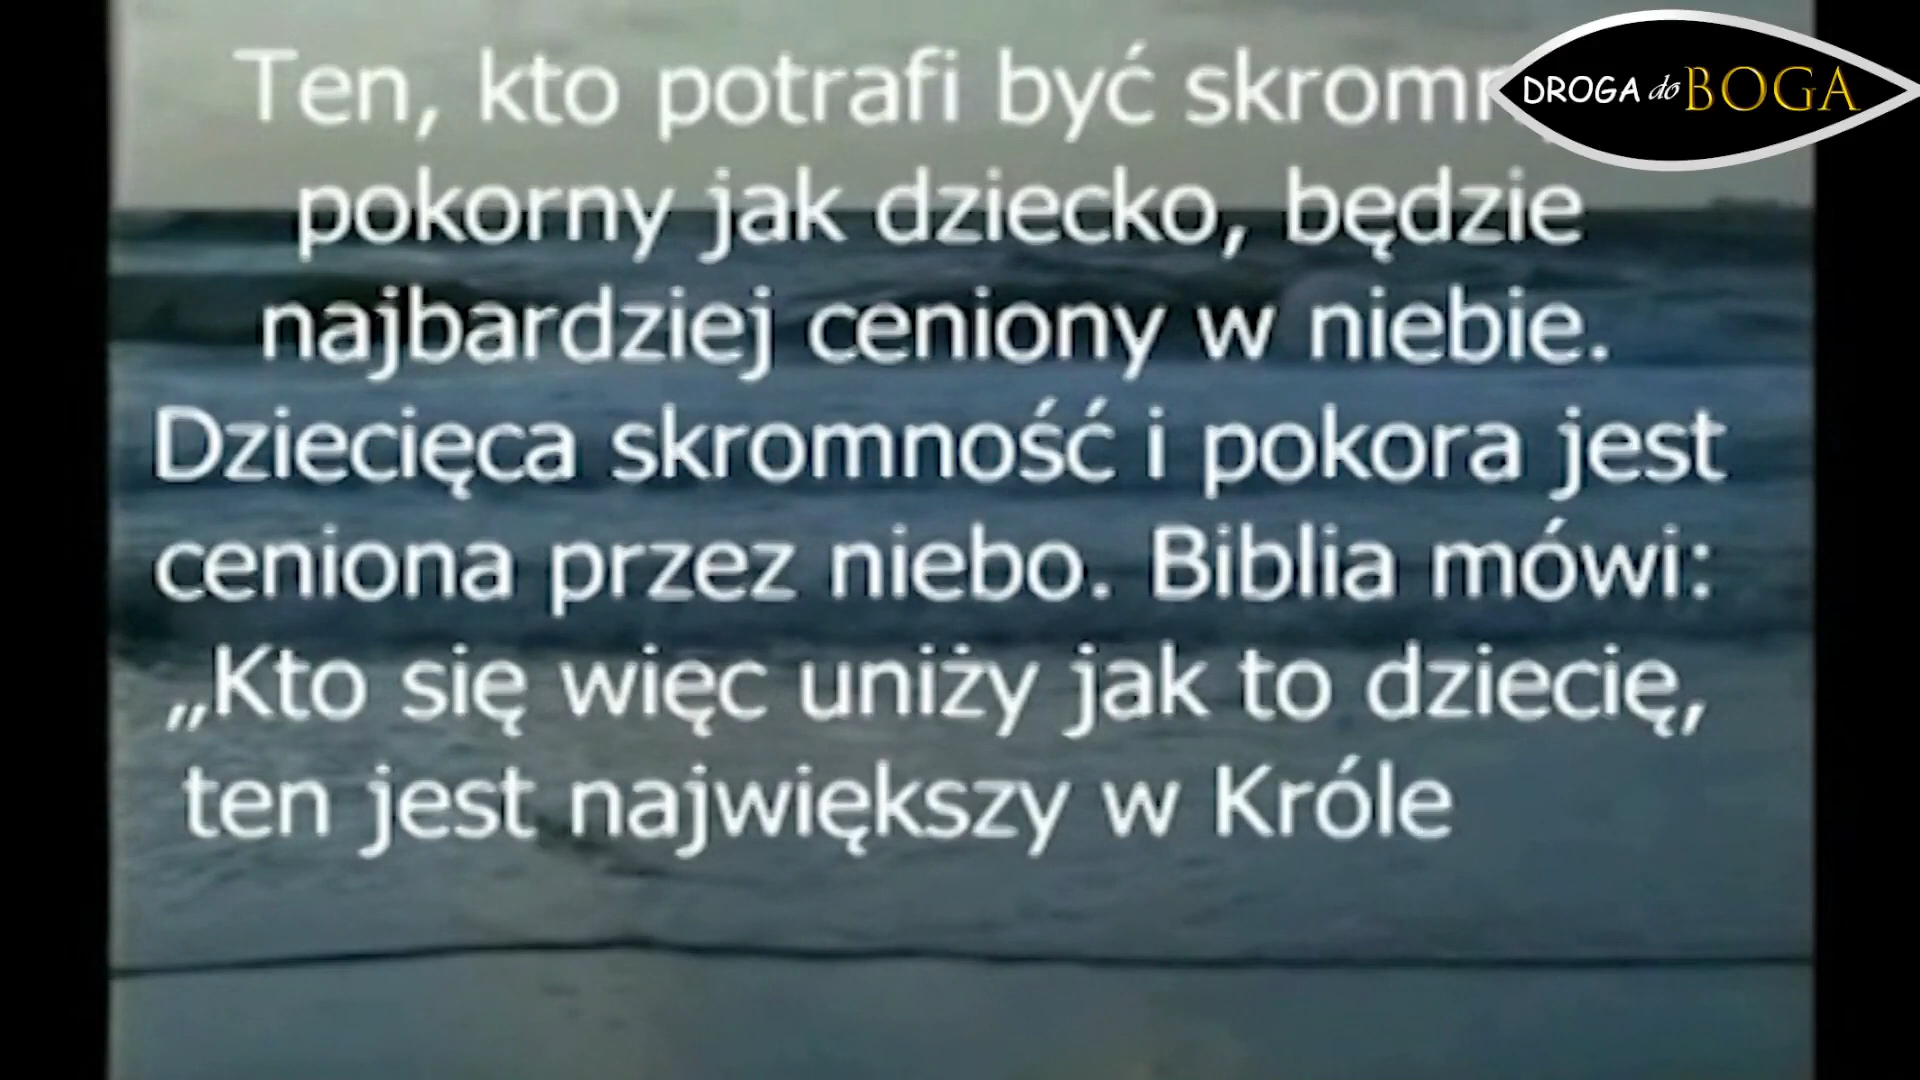 Ten, kto potrafi być
pokorny jak dziecko, będzie
najbardziej ceniony w niebie.
Dziecięca skromność i pokora jest
ceniona przez niebo. Biblia mówi:
„Kto się więc uniży jak to dziecię,
ten jest największy w Króle
DROGA do BOGA